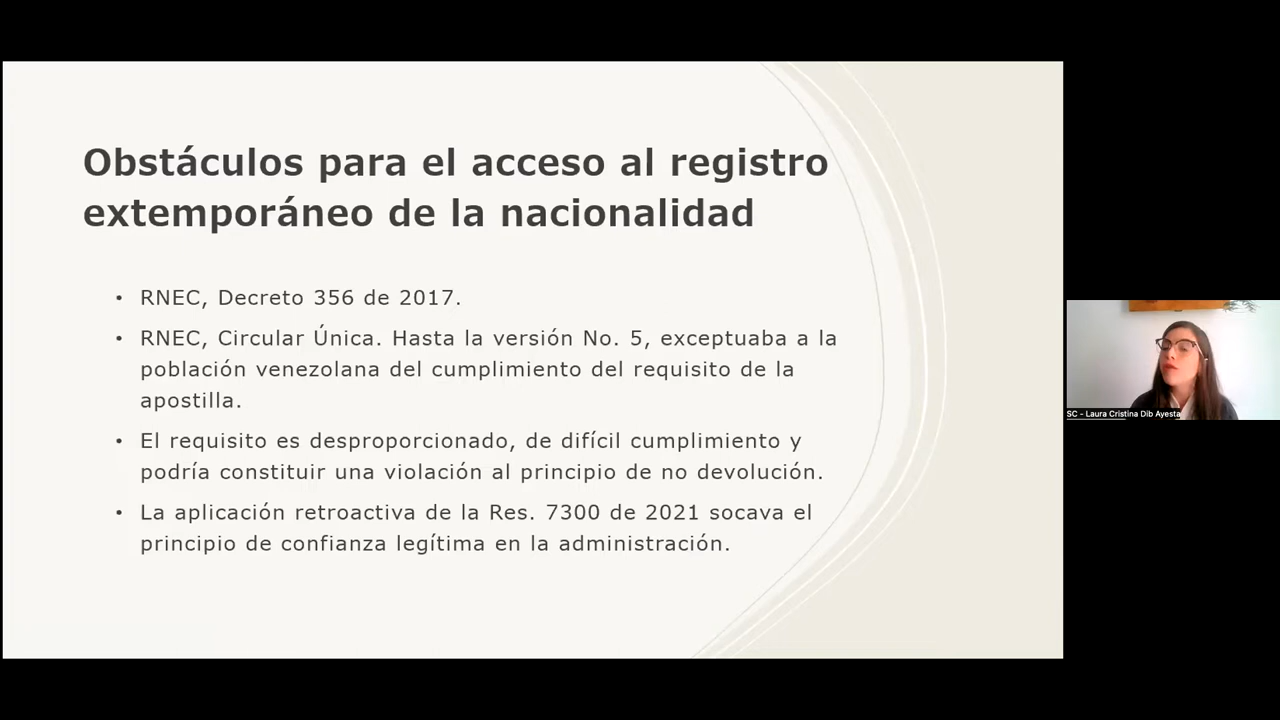 Obstáculos para el acceso al registro
extemporáneo de la nacionalidad
• RNEC, Decreto 356 de 2017.
• RNEC, Circular Única. Hasta la versión No. 5, exceptuaba a la
población venezolana del cumplimiento del requisito de la
apostilla.
• El requisito es desproporcionado, de difícil cumplimiento y
podría constituir una violación al principio de no devolución.
• La aplicación retroactiva de la Res. 7300 de 2021 socava el
principio de confianza legítima en la administración.
SC - Laura Cristina Dib Ayesta